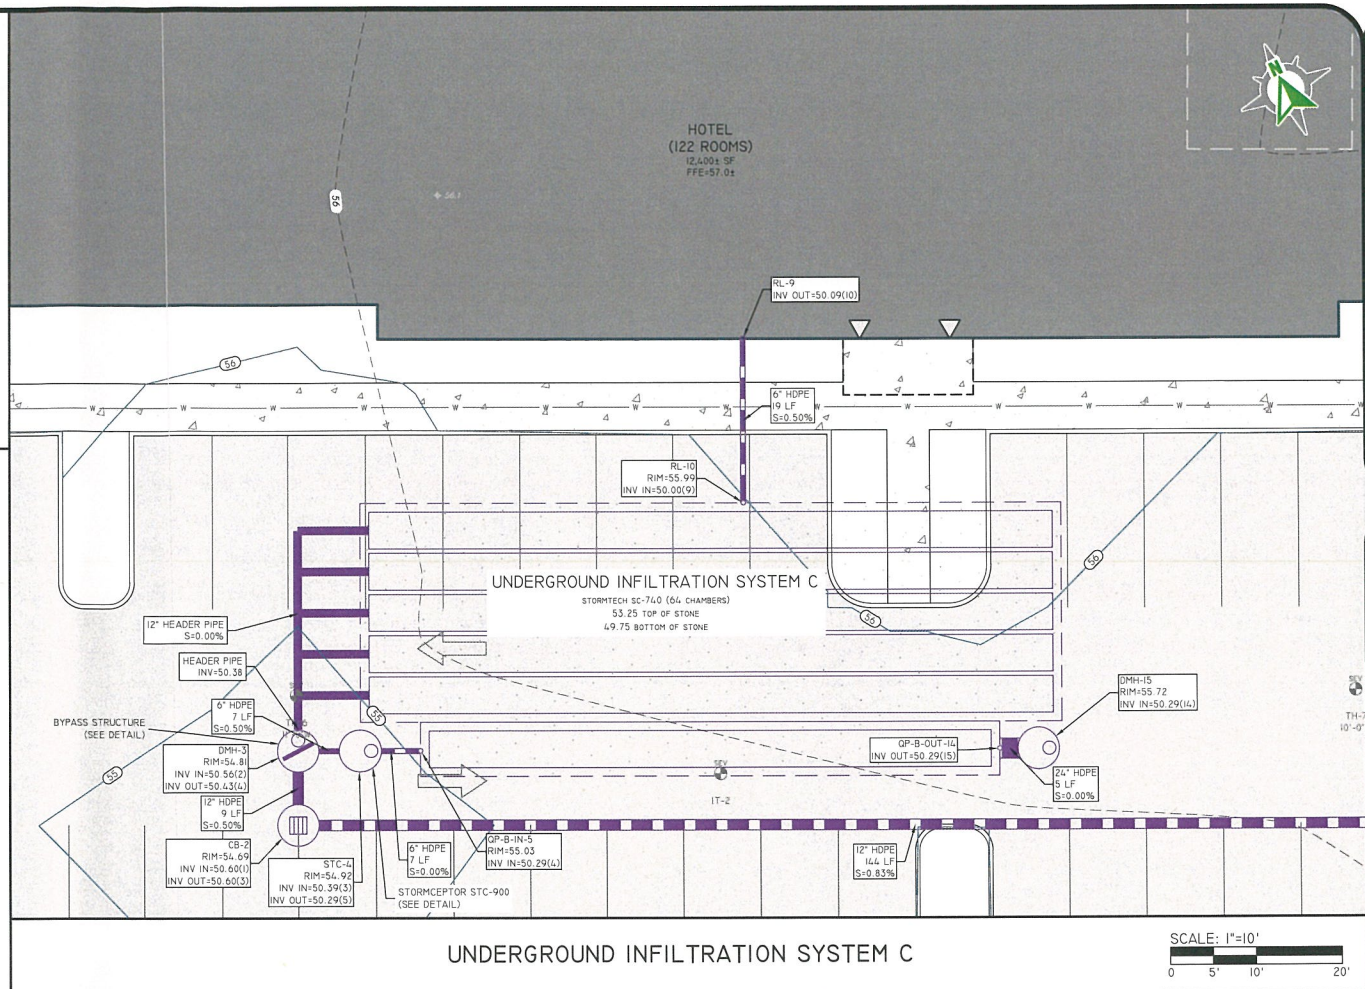 N
HOTEL
(122 ROOMS)
12,400± SF
FFE=57.0±
56
56.1
RL-9
INV OUT=50.09(10)
56
W W W W W W W W W W W W W W
6" HDPE
19 LF
S=0.50%
RL-10
RIM=55.99
INV IN=50.00(9)
UNDERGROUND INFILTRATION SYSTEM C
STORMTECH SC-740 (64 CHAMBERS)
53.25 TOP OF STONE
49.75 BOTTOM OF STONE
56
56
12" HEADER PIPE
S=0.00%
HEADER PIPE
INV=50.38
6" HDPE
7 LF
S=0.50%
BYPASS STRUCTURE
(SEE DETAIL)
DMH-3
RIM=54.81
INV IN=50.56(2)
INV OUT=50.43(4)
55
55
12" HDPE
9 LF
S=0.50%
CB-2
RIM=54.69
INV IN=50.60(1)
INV OUT=50.60(3)
STC-4
RIM=54.92
INV IN=50.39(3)
INV OUT=50.29(5)
6" HDPE
7 LF
S=0.00%
STORMCEPTOR STC-900
(SEE DETAIL)
QP-B-IN-5
RIM=55.03
INV IN=50.29(4)
IT-2
QP-B-OUT-14
INV OUT=50.29(15)
DMH-15
RIM=55.72
INV IN=50.29(14)
24" HDPE
5 LF
S=0.00%
TH-7
10'-0"
12" HDPE
144 LF
S=0.83%
UNDERGROUND INFILTRATION SYSTEM C
SCALE: 1"=10'
0 5' 10' 20'